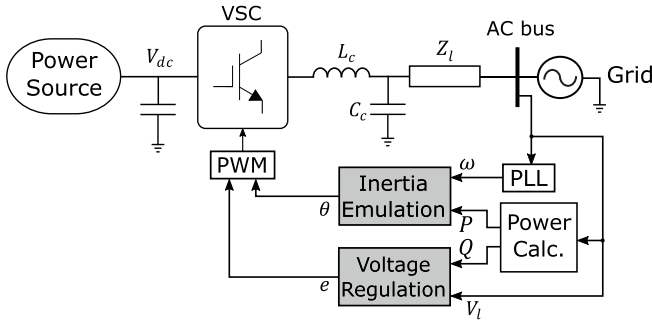 VSC
AC bus
Power
Source
V_dc
L_c
Z_l
Grid
C_c
PWM
ω
PLL
Inertia
Emulation
θ
P
Power
Calc.
Q
Voltage
Regulation
e
V_l